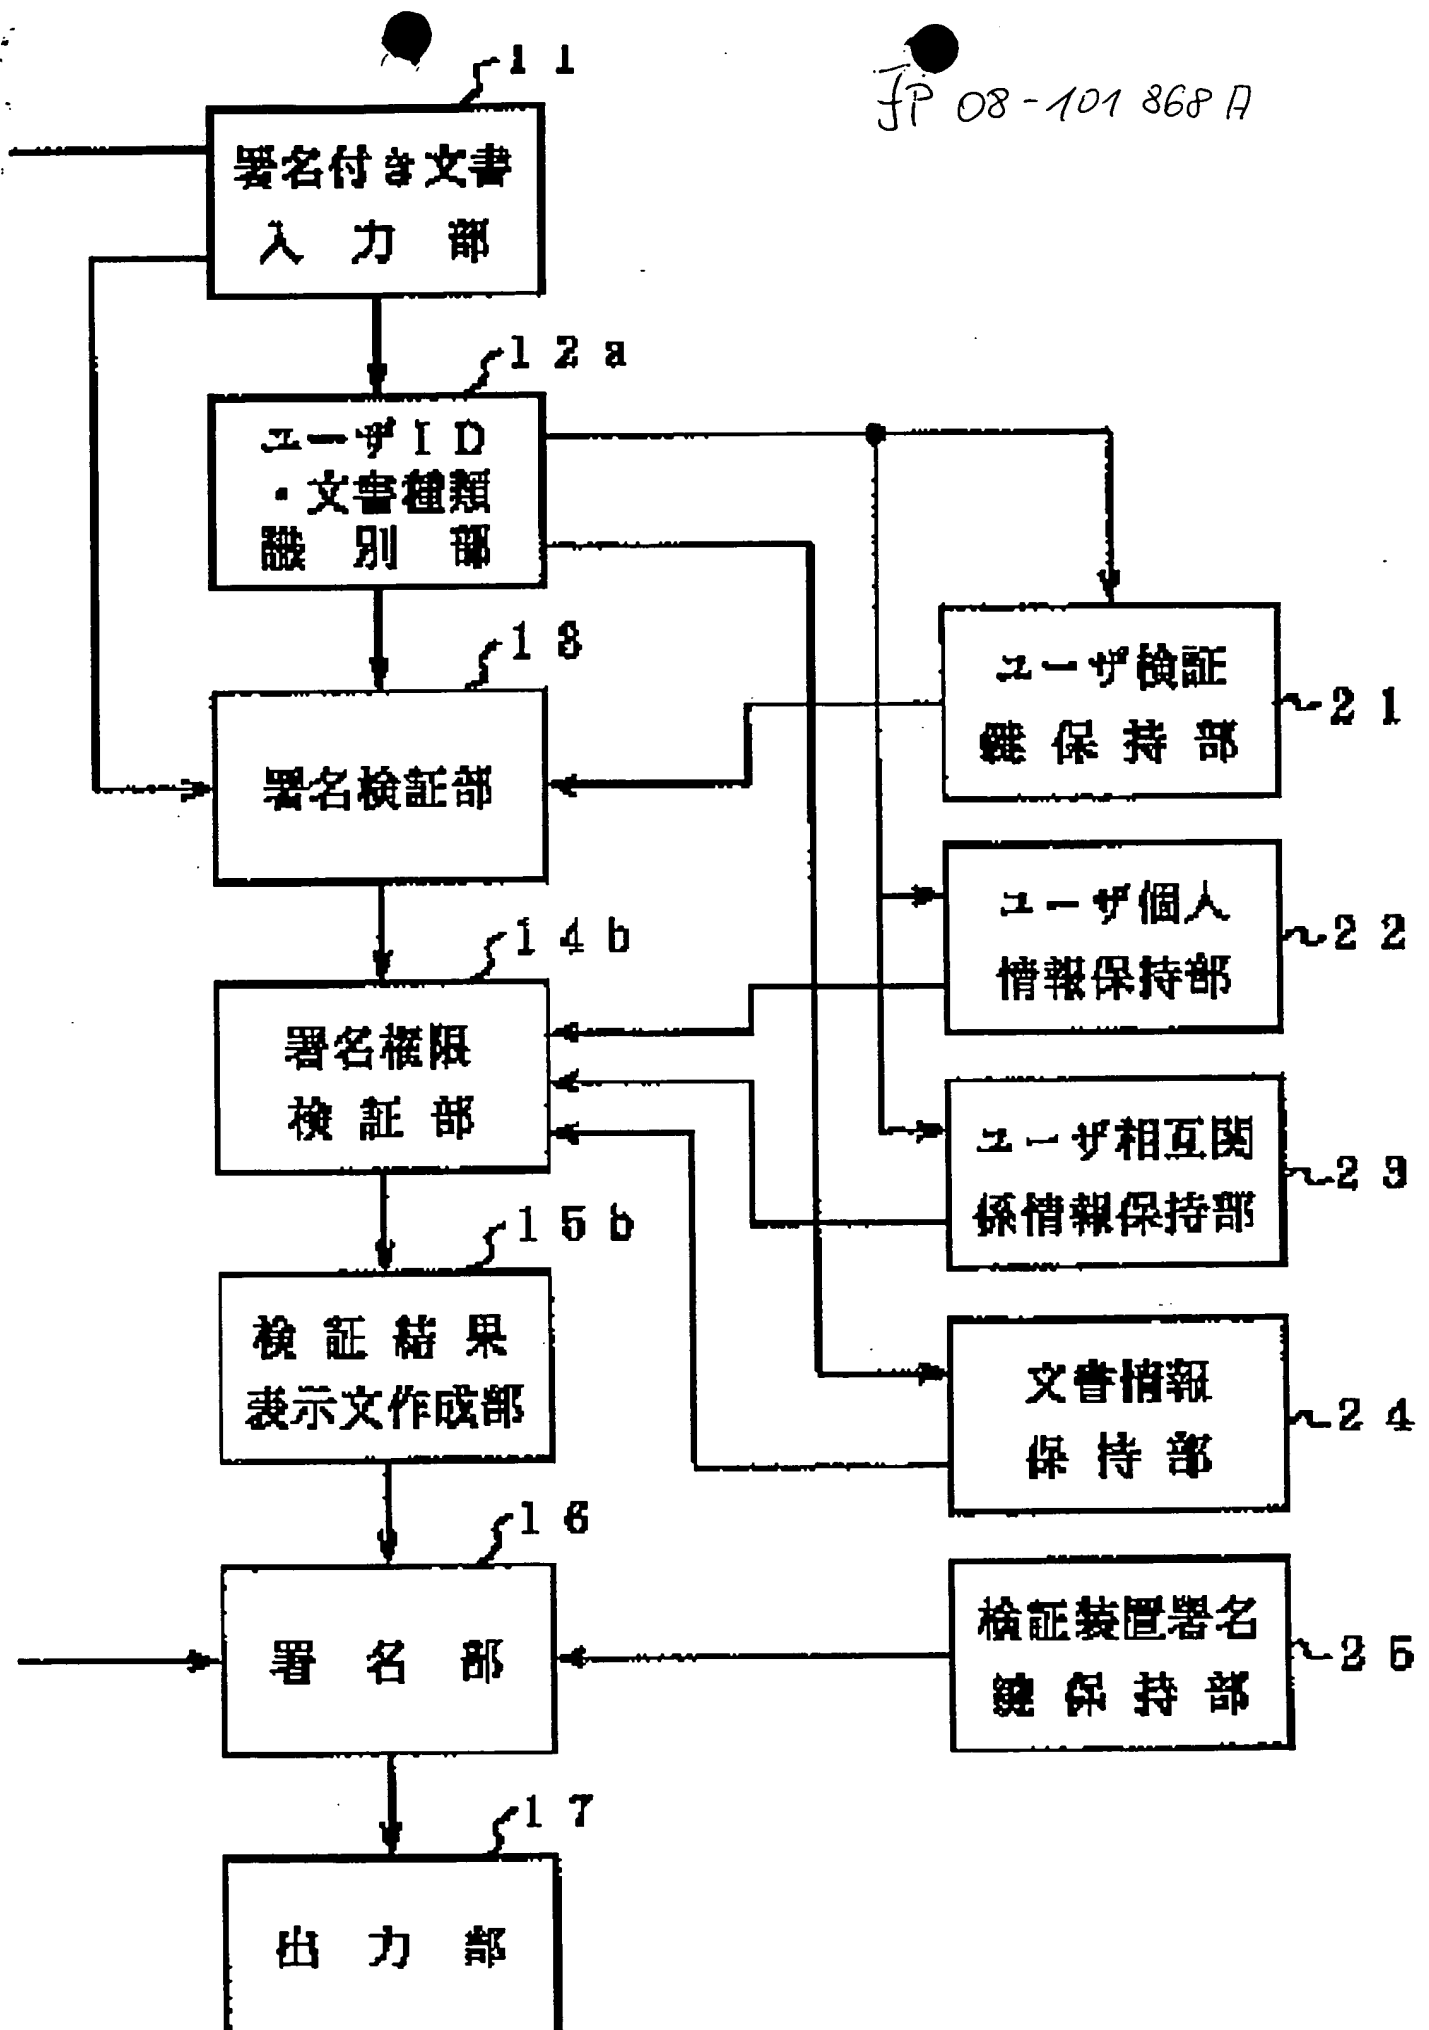 11
JP 08-101 868 A
署名付き文書
入力部
12a
ユーザID
・文書種類
識別部
13
ユーザ検証
鍵保持部
21
署名検証部
ユーザ個人
情報保持部
22
14b
署名権限
検証部
ユーザ相互関
係情報保持部
23
15b
検証結果
表示文作成部
文書情報
保持部
24
16
署名部
検証装置署名
鍵保持部
25
17
出力部